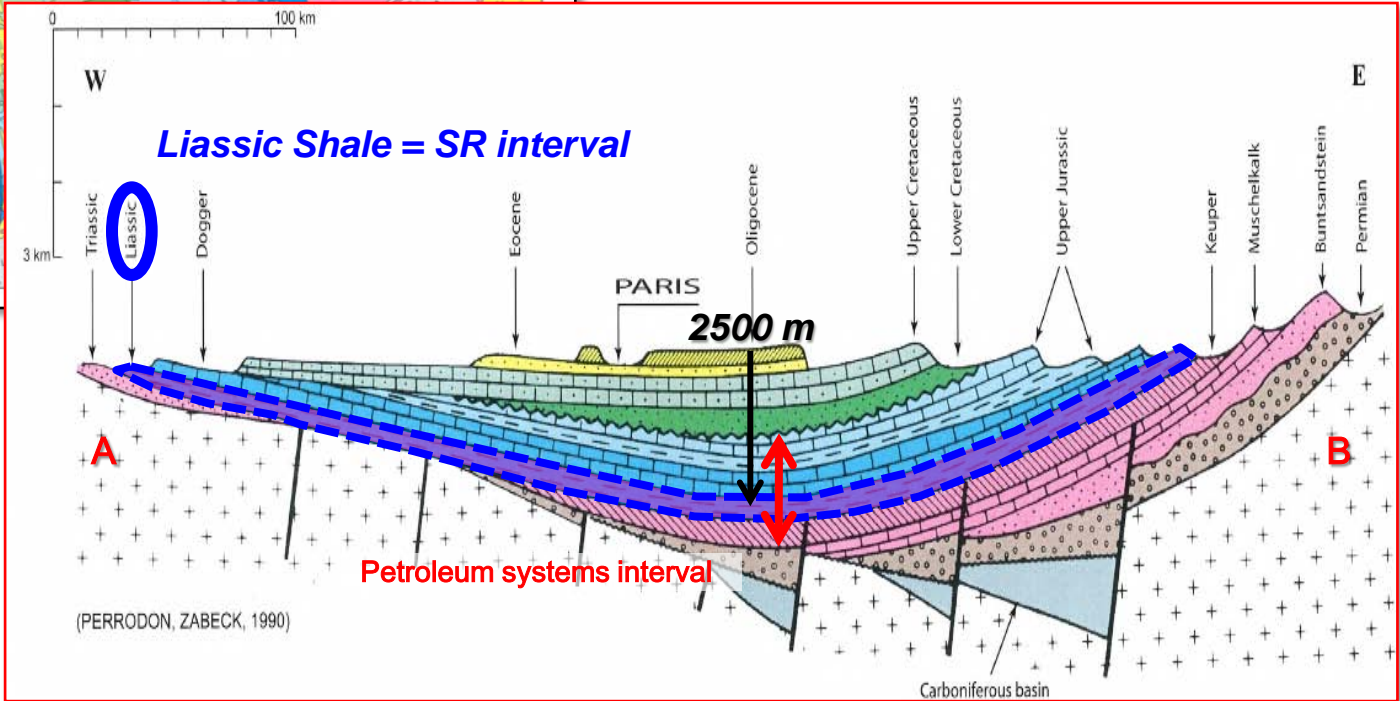 0
100 km
W
E
Liassic Shale = SR interval
3 km
Triassic
Liassic
Dogger
Eocene
Oligocene
Upper Cretaceous
Lower Cretaceous
Upper Jurassic
Keuper
Muschelkalk
Buntsandstein
Permian
PARIS
2500 m
A
B
Petroleum systems interval
(PERRODON, ZABECK, 1990)
Carboniferous basin